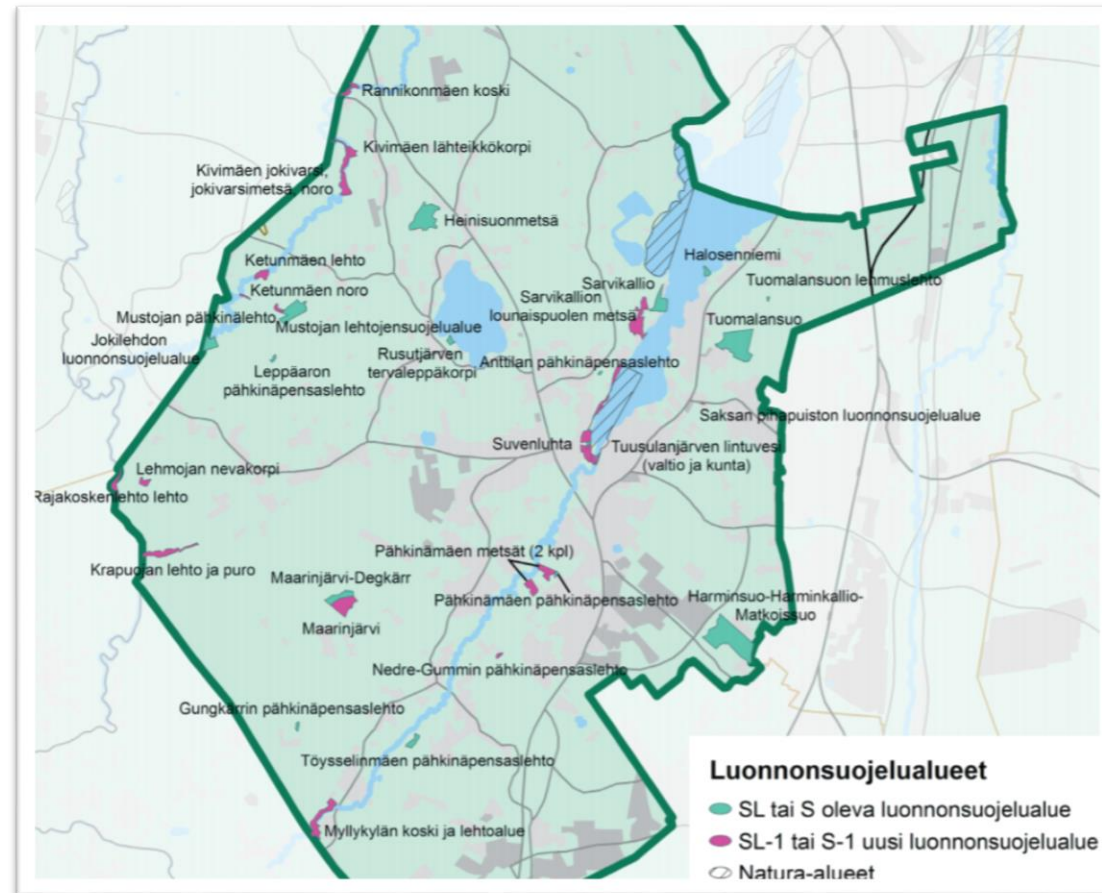 Rannikonmäen koski
Kivimäen lähteikkökorpi
Kivimäen jokivarsi,
jokivarsimetsä, noro
Heinisuonmetsä
Ketunmäen lehto
Ketunmäen noro
Mustojan pähkinälehto
Mustojan lehtojensuojelualue
Jokilehdon
luonnonsuojelualue
Leppäaron
pähkinäpensaslehto
Rusutjärven
tervaleppäkorpi
Halosenniemi
Sarvikallio
Sarvikallion
lounaispuolen metsä
Tuomalansuon lehmuslehto
Tuomalansuo
Anttilan pähkinäpensaslehto
Saksan pihapuiston luonnonsuojelualue
Suvenluhta
Tuusulanjärven lintuvesi
(valtio ja kunta)
Lehmojan nevakorpi
Rajakoskenlehto lehto
Krapuojan lehto ja puro
Pähkinämäen metsät (2 kpl)
Maarinjärvi-Degkärr
Maarinjärvi
Pähkinämäen pähkinäpensaslehto
Harminsuo-Harminkallio-
Matkoissuo
Nedre-Gummin pähkinäpensaslehto
Gungkärrin pähkinäpensaslehto
Töysselinmäen pähkinäpensaslehto
Myllykylän koski ja lehtoalue
Luonnonsuojelualueet
SL tai S oleva luonnonsuojelualue
SL-1 tai S-1 uusi luonnonsuojelualue
Natura-alueet